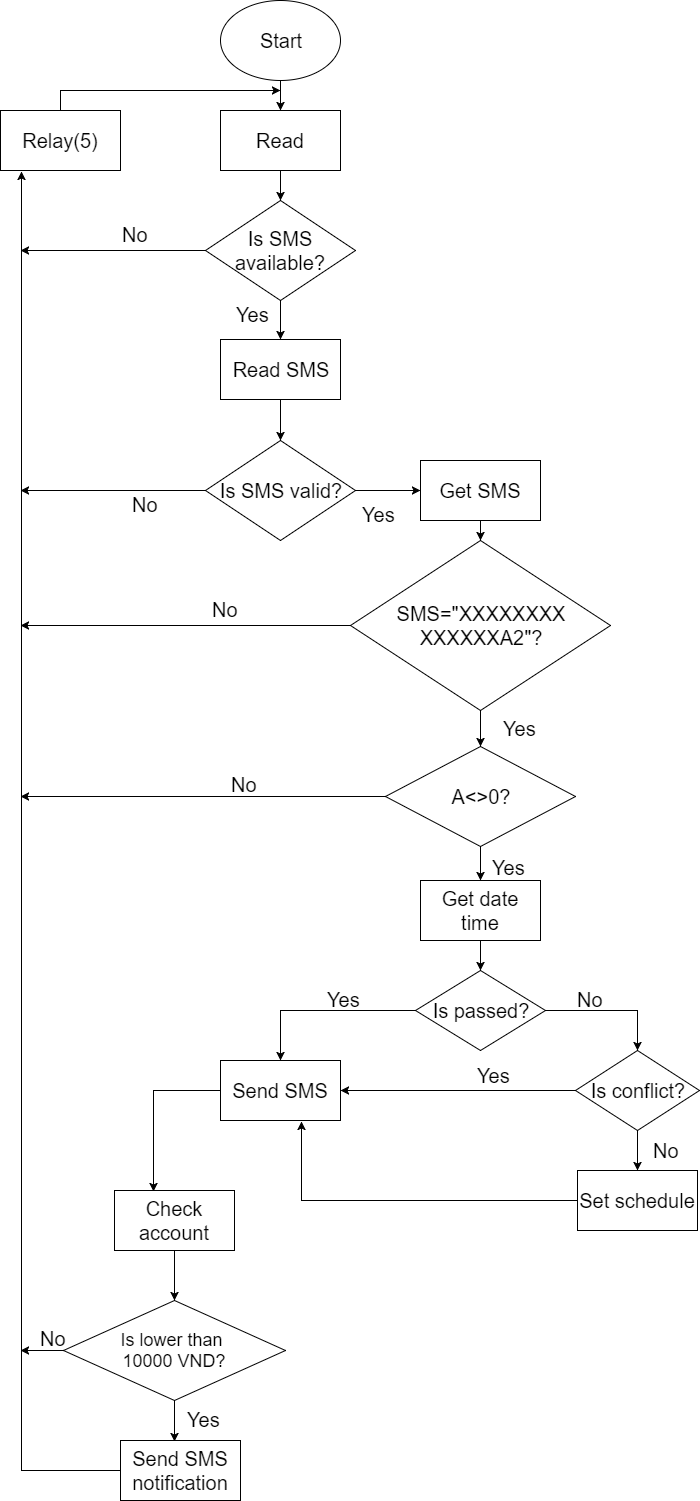 Start
Relay(5)
Read
Is SMS
available?
No
Yes
Read SMS
Is SMS valid?
No
Yes
Get SMS
SMS="XXXXXXXX
XXXXXXA2"?
No
Yes
A<>0?
No
Yes
Get date
time
Is passed?
Yes
No
Send SMS
Yes
Is conflict?
No
Set schedule
Check
account
Is lower than
10000 VND?
No
Yes
Send SMS
notification